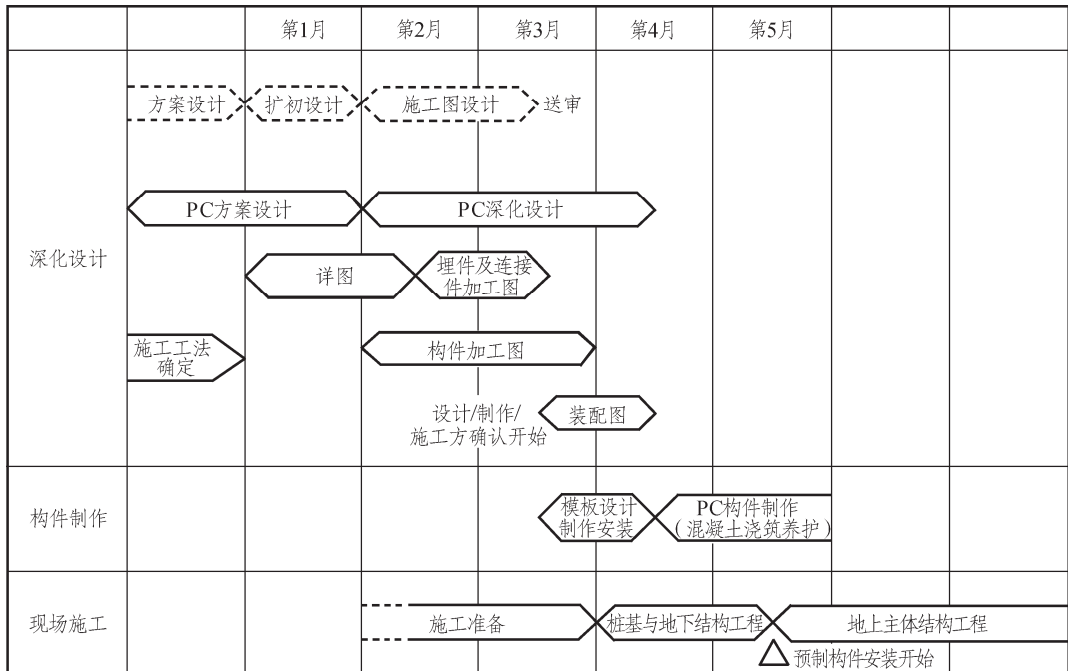 第1月
第2月
第3月
第4月
第5月
深化设计
方案设计
扩初设计
施工图设计
送审
PC方案设计
PC深化设计
详图
埋件及连接
件加工图
施工工法
确定
构件加工图
设计/制作/
施工方确认开始
装配图
构件制作
模板设计
制作安装
PC构件制作
(混凝土浇筑养护)
现场施工
施工准备
桩基与地下结构工程
地上主体结构工程
预制构件安装开始